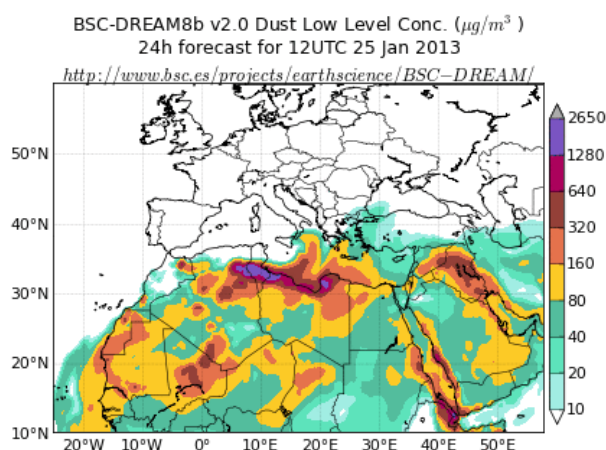 BSC-DREAM8b v2.0 Dust Low Level Conc. (μg/m³ )
24h forecast for 12UTC 25 Jan 2013
http://www.bsc.es/projects/earthscience/BSC−DREAM/
2650
1280
640
320
160
80
40
20
10
50°N
40°N
30°N
20°N
10°N
20°W 10°W 0° 10°E 20°E 30°E 40°E 50°E